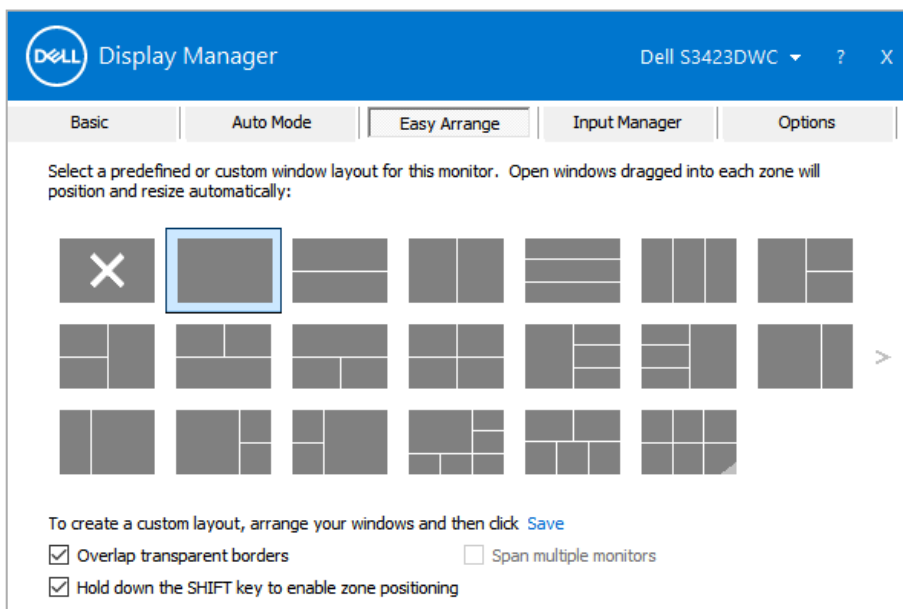 DELL Display Manager Dell S3423DWC ? X
Basic Auto Mode Easy Arrange Input Manager Options
Select a predefined or custom window layout for this monitor. Open windows dragged into each zone will
position and resize automatically:
>
To create a custom layout, arrange your windows and then click Save
Overlap transparent borders Span multiple monitors
Hold down the SHIFT key to enable zone positioning